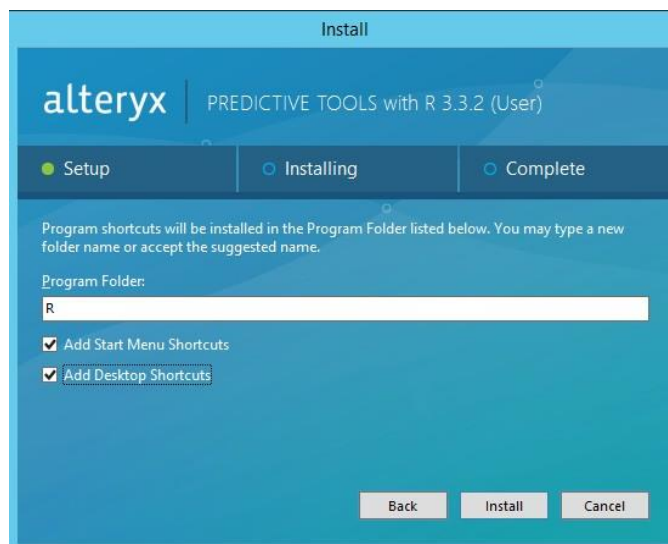 Install
alteryx
PREDICTIVE TOOLS with R 3.3.2 (User)
Setup
Installing
Complete
Program shortcuts will be installed in the Program Folder listed below. You may type a new
folder name or accept the suggested name.
Program Folder:
R
Add Start Menu Shortcuts
Add Desktop Shortcuts
Back
Install
Cancel